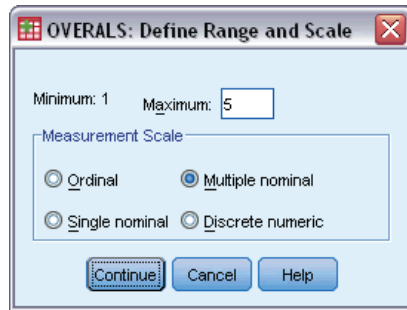 OVERALS: Define Range and Scale
Minimum: 1 Maximum: 5
Measurement Scale
Ordinal Multiple nominal
Single nominal Discrete numeric
Continue Cancel Help